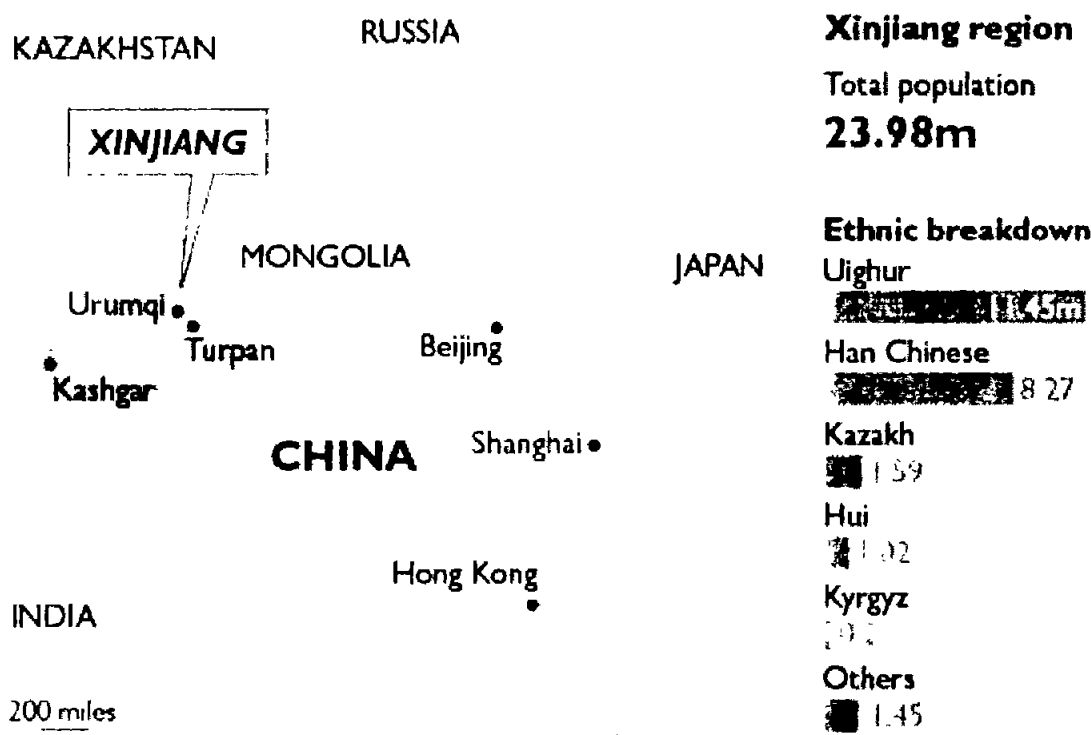 KAZAKHSTAN
RUSSIA
XINJIANG
MONGOLIA
JAPAN
Urumqi
Turpan
Beijing
Kashgar
CHINA
Shanghai
Hong Kong
INDIA
200 miles
Xinjiang region
Total population
23.98m
Ethnic breakdown
Uighur
11.45m
Han Chinese
8 27
Kazakh
1.59
Hui
1.02
Kyrgyz
Others
1.45